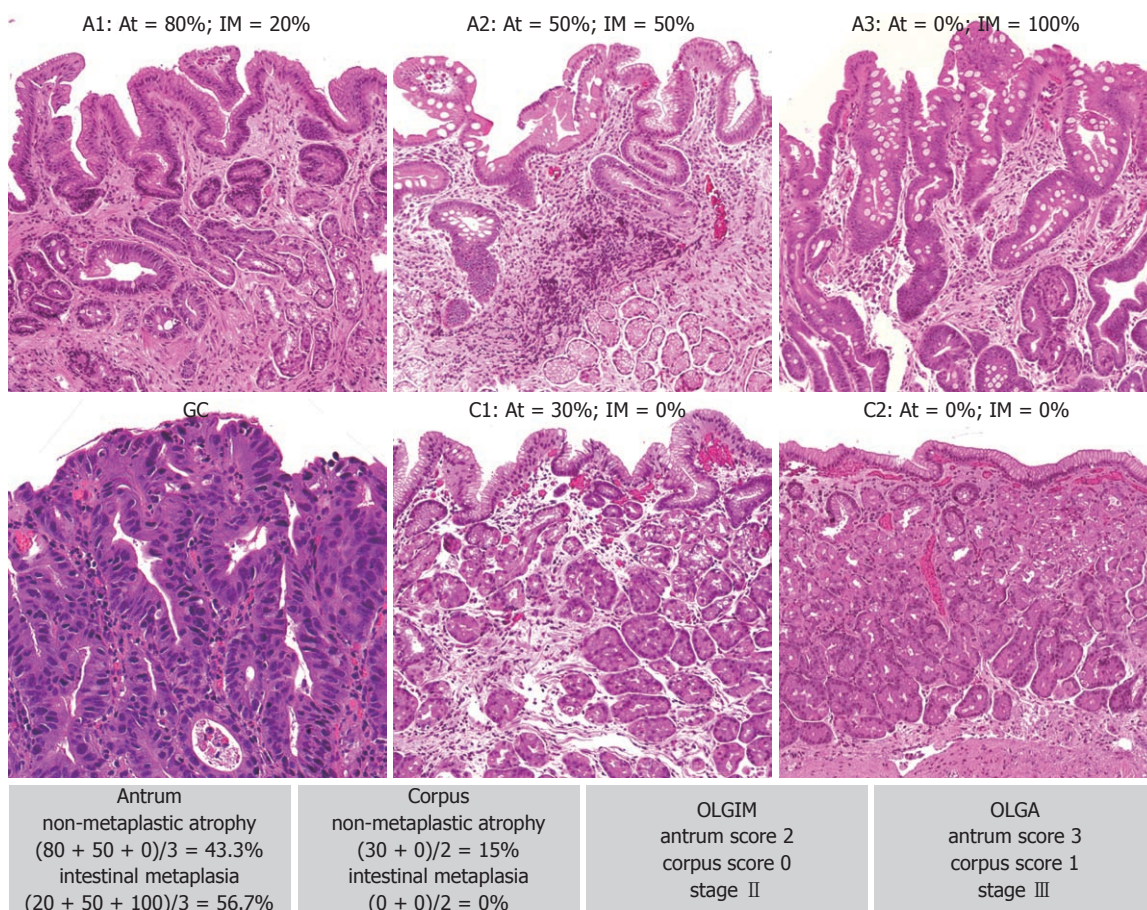 A1: At = 80%; IM = 20%
A2: At = 50%; IM = 50%
A3: At = 0%; IM = 100%
GC
C1: At = 30%; IM = 0%
C2: At = 0%; IM = 0%
Antrum
non-metaplastic atrophy
(80 + 50 + 0)/3 = 43.3%
intestinal metaplasia
(20 + 50 + 100)/3 = 56.7%
Corpus
non-metaplastic atrophy
(30 + 0)/2 = 15%
intestinal metaplasia
(0 + 0)/2 = 0%
OLGIM
antrum score 2
corpus score 0
stage Ⅱ
OLGA
antrum score 3
corpus score 1
stage Ⅲ